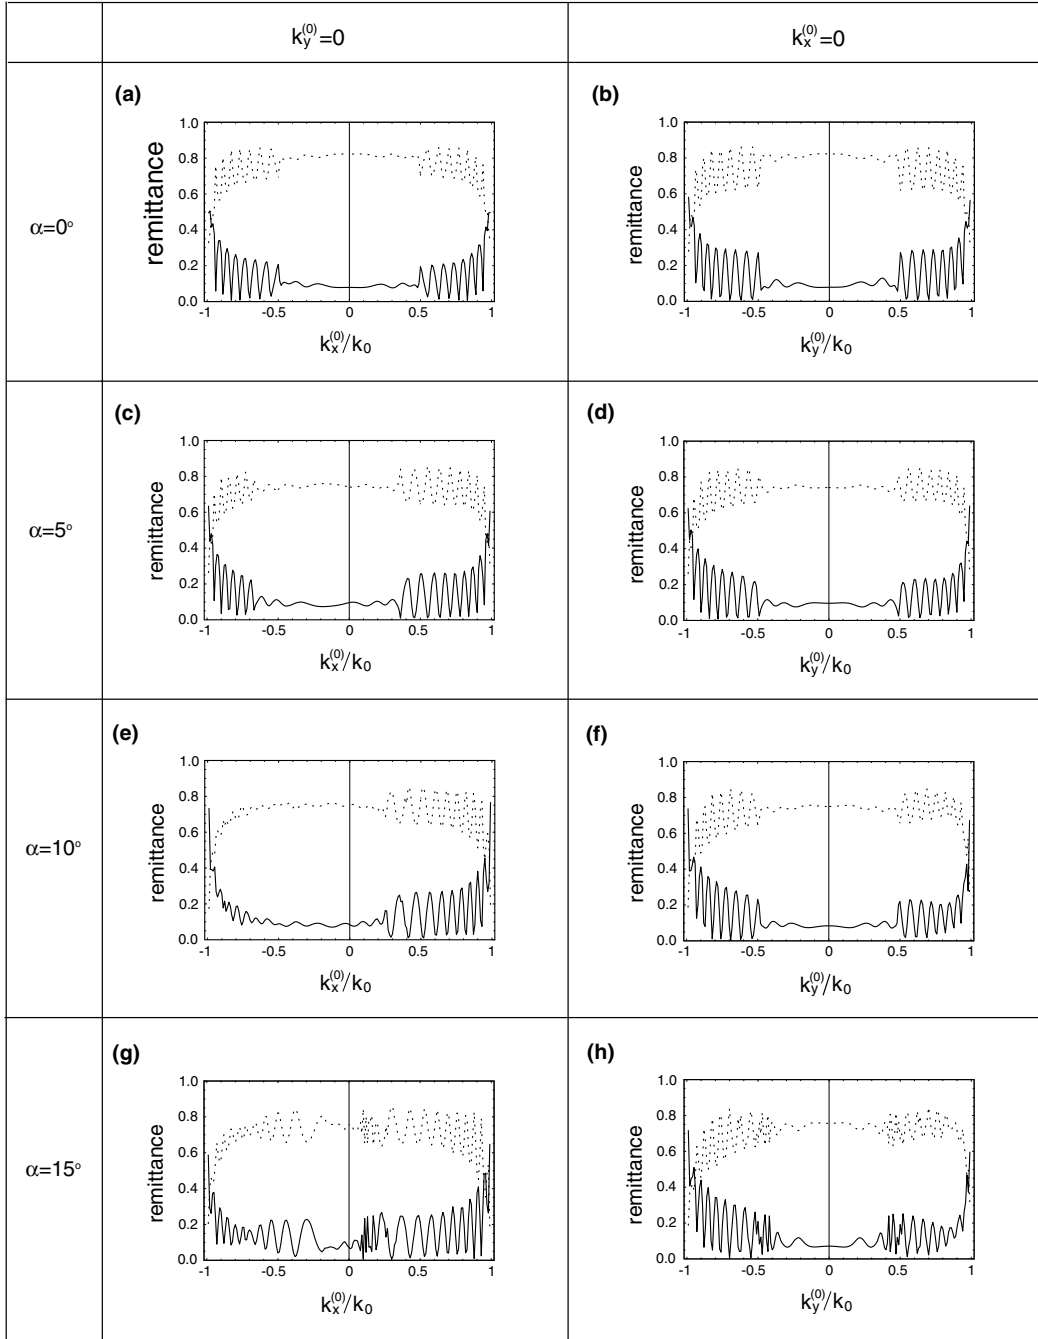 k_y^(0)=0
k_x^(0)=0
α=0°
(a)
remittance
1.0
0.8
0.6
0.4
0.2
0.0
-1
-0.5
0
0.5
1
k_x^(0)/k_0
(b)
remittance
1.0
0.8
0.6
0.4
0.2
0.0
-1
-0.5
0
0.5
1
k_y^(0)/k_0
α=5°
(c)
remittance
1.0
0.8
0.6
0.4
0.2
0.0
-1
-0.5
0
0.5
1
k_x^(0)/k_0
(d)
remittance
1.0
0.8
0.6
0.4
0.2
0.0
-1
-0.5
0
0.5
1
k_y^(0)/k_0
α=10°
(e)
remittance
1.0
0.8
0.6
0.4
0.2
0.0
-1
-0.5
0
0.5
1
k_x^(0)/k_0
(f)
remittance
1.0
0.8
0.6
0.4
0.2
0.0
-1
-0.5
0
0.5
1
k_y^(0)/k_0
α=15°
(g)
remittance
1.0
0.8
0.6
0.4
0.2
0.0
-1
-0.5
0
0.5
1
k_x^(0)/k_0
(h)
remittance
1.0
0.8
0.6
0.4
0.2
0.0
-1
-0.5
0
0.5
1
k_y^(0)/k_0